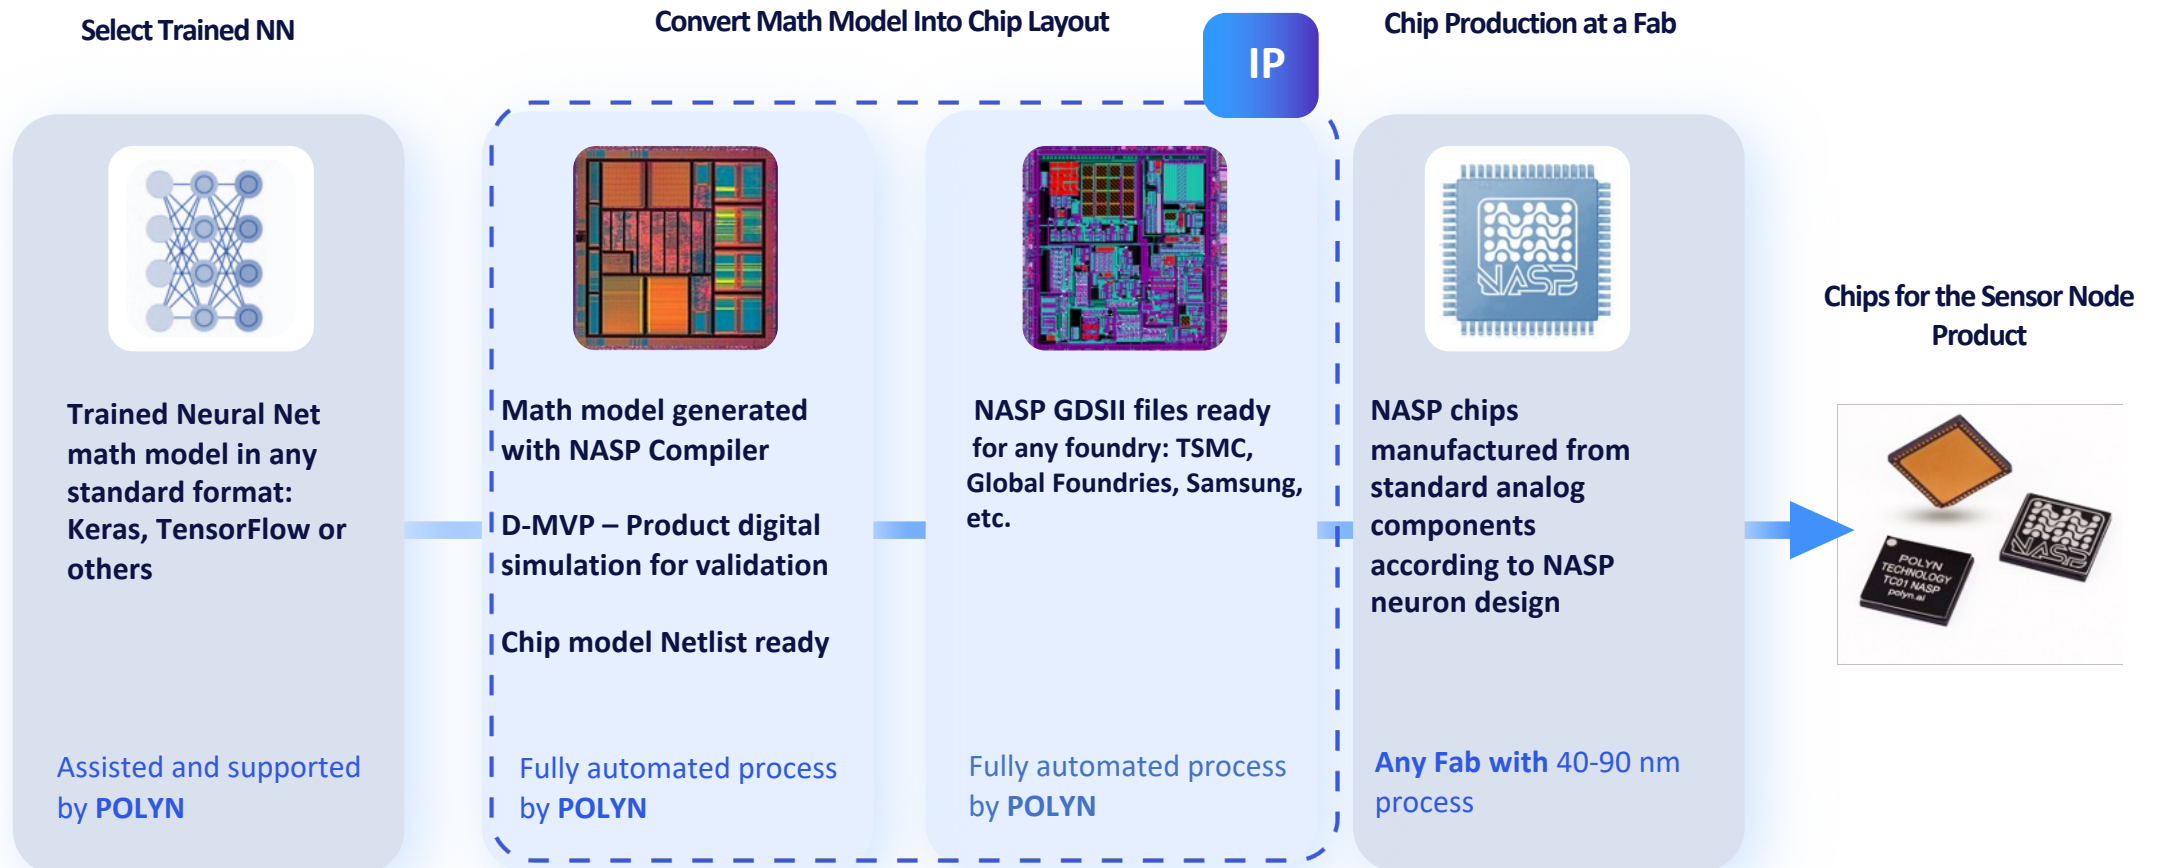 Select Trained NN
Convert Math Model Into Chip Layout
IP
Chip Production at a Fab
Trained Neural Net
math model in any
standard format:
Keras, TensorFlow or
others
Assisted and supported
by POLYN
Math model generated
with NASP Compiler
D-MVP – Product digital
simulation for validation
Chip model Netlist ready
Fully automated process
by POLYN
NASP GDSII files ready
for any foundry: TSMC,
Global Foundries, Samsung,
etc.
Fully automated process
by POLYN
NASP
NASP chips
manufactured from
standard analog
components
according to NASP
neuron design
Any Fab with 40-90 nm
process
Chips for the Sensor Node
Product
NASP
POLYN
TECHNOLOGY
TC01 NASP
polyn.ai